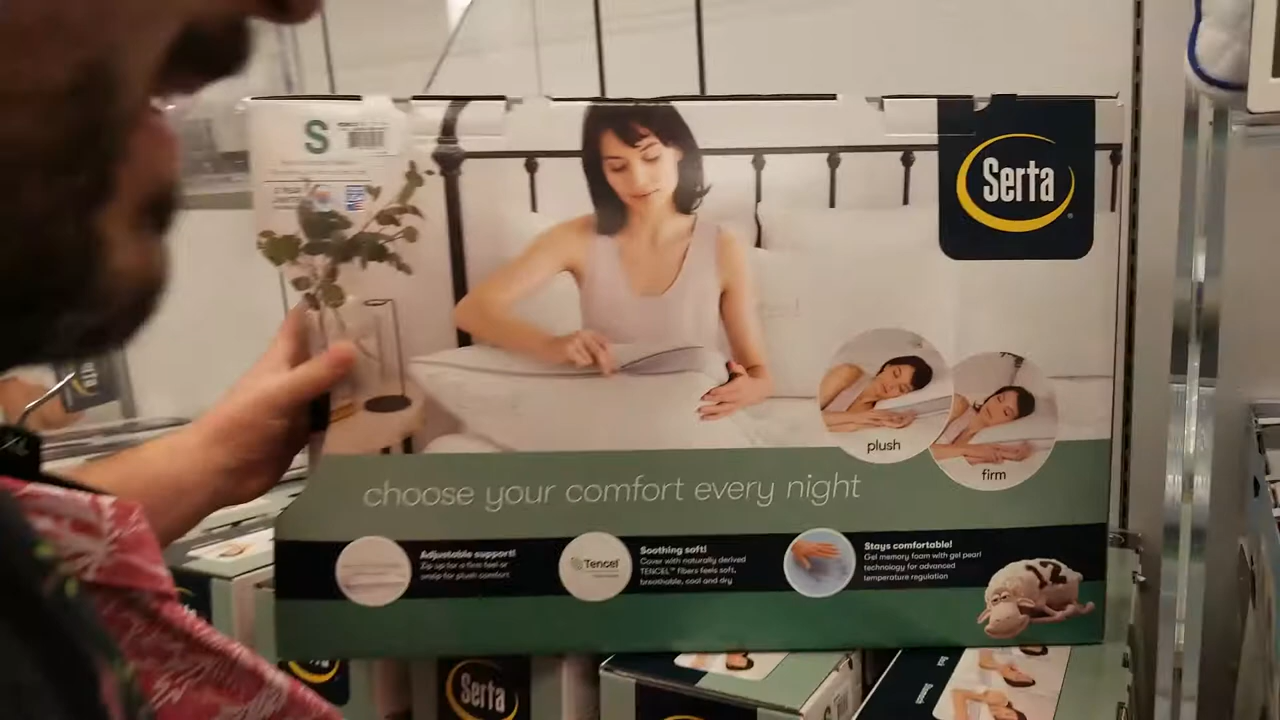 S
Serta
plush
firm
choose your comfort every night
Adjustable support!
Zip up for a firm feel or
unzip for plush comfort
Tencel
Soothing soft!
Cover with naturally derived
TENCEL™ fibers feels soft,
breathable, cool and dry
Stays comfortable!
Gel memory foam with gel pearl
technology for advanced
temperature regulation
12
Serta